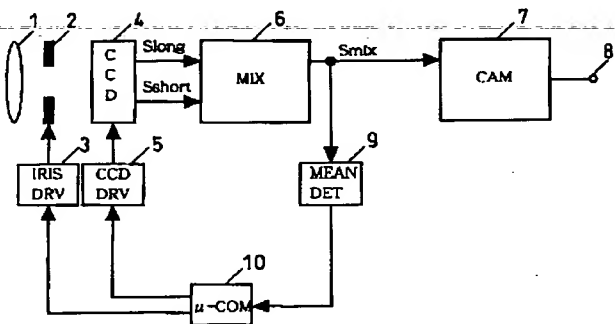 1 2 4 6 7
C C D
Slong
Sshort
MIX
Smix
CAM
8
3 5 9
IRIS DRV
CCD DRV
MEAN DET
10
μ-COM